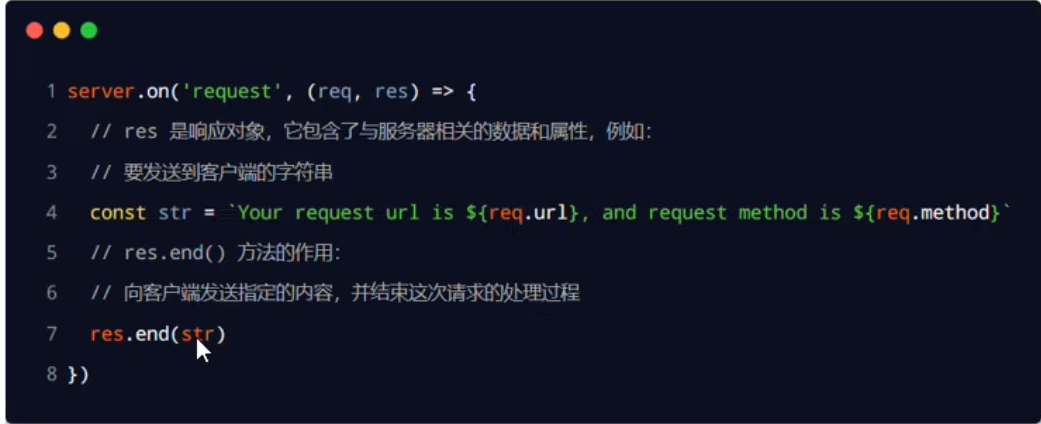 1 server.on('request', (req, res) => {
2 // res 是响应对象，它包含了与服务器相关的数据和属性，例如：
3 // 要发送到客户端的字符串
4 const str = `Your request url is ${req.url}, and request method is ${req.method}`
5 // res.end() 方法的作用：
6 // 向客户端发送指定的内容，并结束这次请求的处理过程
7 res.end(str)
8 })